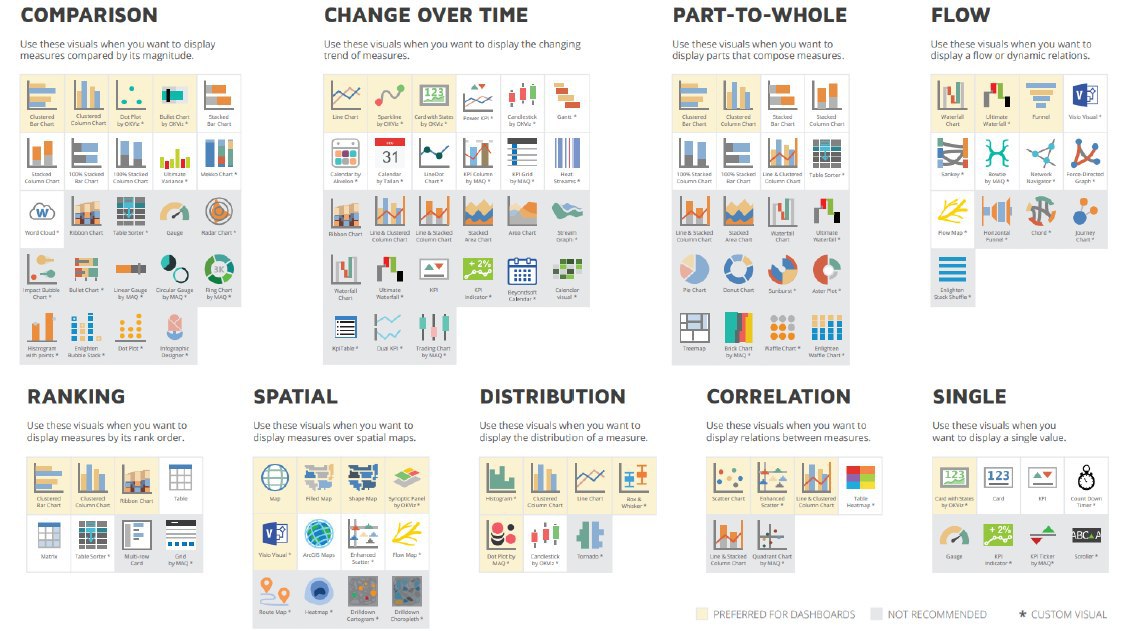 COMPARISON
Use these visuals when you want to display
measures compared by its magnitude.
Clustered
Bar Chart
Clustered
Column Chart
Dot Plot
by OKViz *
Bullet Chart
by OKViz *
Stacked
Bar Chart
Stacked
Column Chart
100% Stacked
Bar Chart
100% Stacked
Column Chart
Ultimate
Variance *
Mekko Chart *
W
Word Cloud *
Ribbon Chart
Table Sorter *
Gauge
Radar Chart *
Impact Bubble
Chart *
Bullet Chart *
Linear Gauge
by MAQ *
Circular Gauge
by MAQ *
3K
Ring Chart
by MAQ *
Histrogram
with points *
Enlighten
Bubble Stack *
Dot Plot *
Infographic
Designer *
CHANGE OVER TIME
Use these visuals when you want to display the changing
trend of measures.
Line Chart
Sparkline
by OKViz *
123
Card with States
by OKViz *
Power KPI *
Candlestick
by OKViz *
Gantt *
Calendar by
Akvelon *
31
Calendar
by Tallan *
LineDot
Chart *
KPI Column
by MAQ *
KPI Grid
by MAQ *
Heat
Streams *
Ribbon Chart
Line & Clustered
Column Chart
Line & Stacked
Column Chart
Stacked
Area Chart
Area Chart
Stream
Graph *
Waterfall
Chart
Ultimate
Waterfall *
KPI
+ 2%
KPI
Indicator *
Beyondsoft
Calendar *
Calendar
visual *
KpiTable *
Dual KPI *
Trading Chart
by MAQ *
PART-TO-WHOLE
Use these visuals when you want to
display parts that compose measures.
Clustered
Bar Chart
Clustered
Column Chart
Stacked
Bar Chart
Stacked
Column Chart
100% Stacked
Column Chart
100% Stacked
Bar Chart
Line & Clustered
Column Chart
Table Sorter *
Line & Stacked
Column Chart
Stacked
Area Chart
Waterfall
Chart
Ultimate
Waterfall *
Pie Chart
Donut Chart
Sunburst *
Aster Plot *
Treemap
Brick Chart
by MAQ *
Waffle Chart *
Enlighten
Waffle Chart *
FLOW
Use these visuals when you want to
display a flow or dynamic relations.
Waterfall
Chart
Ultimate
Waterfall *
Funnel
V
Visio Visual *
Sankey *
Bowtie
by MAQ *
Network
Navigator *
Force-Directed
Graph *
Flow Map *
Horizontal
Funnel *
Chord *
Journey
Chart *
Enlighten
Stack Shuffle *
RANKING
Use these visuals when you want to
display measures by its rank order.
Clustered
Bar Chart
Clustered
Column Chart
Ribbon Chart
Table
Matrix
Table Sorter *
Multi-row
Card
Grid
by MAQ *
SPATIAL
Use these visuals when you want to
display measures over spatial maps.
Map
Filled Map
Shape Map
Synoptic Panel
by OKViz *
V
Visio Visual *
ArcGIS Maps
Enhanced
Scatter *
Flow Map *
Route Map *
Heatmap *
Drilldown
Cartogram *
Drilldown
Choropleth *
DISTRIBUTION
Use these visuals when you want to
display the distribution of a measure.
Histogram *
Clustered
Column Chart
Line Chart
Box &
Whisker *
Dot Plot by
MAQ *
Candlestick
by OKViz *
Tornado *
CORRELATION
Use these visuals when you want to
display relations between measures.
Scatter Chart
Enhanced
Scatter *
Line & Clustered
Column Chart
Table
Heatmap *
Line & Stacked
Column Chart
Quadrant Chart
by MAQ *
SINGLE
Use these visuals when you
want to display a single value.
123
Card with States
by OKViz *
123
Card
KPI
Count Down
Timer *
Gauge
+ 2%
KPI
Indicator *
KPI Ticker
by MAQ*
ABC▲A
Scroller *
PREFERRED FOR DASHBOARDS
NOT RECOMMENDED
* CUSTOM VISUAL